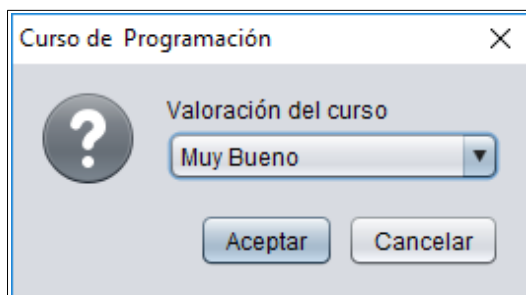 Curso de Programación
Valoración del curso
Muy Bueno
Aceptar Cancelar